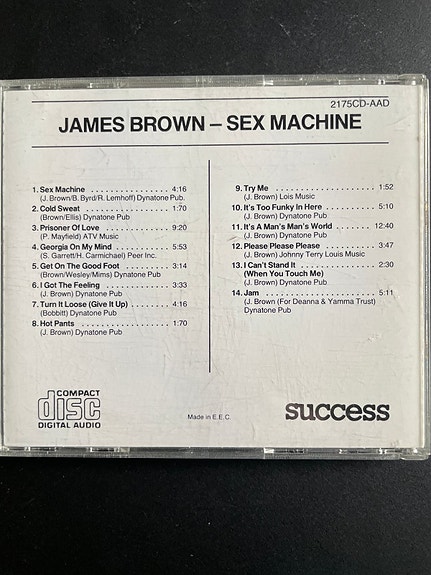 2175CD-AAD
JAMES BROWN – SEX MACHINE
1. Sex Machine . . . . . . . . . . . . . . . . 4:16
(J. Brown/B. Byrd/R. Lemhoff) Dynatone Pub.
2. Cold Sweat . . . . . . . . . . . . . . . . . 1:70
(Brown/Ellis) Dynatone Pub
3. Prisoner Of Love . . . . . . . . . . . . . 9:20
(P. Mayfield) ATV Music
4. Georgia On My Mind . . . . . . . . . . 5:53
(S. Garrett/H. Carmichael) Peer Inc.
5. Get On The Good Foot . . . . . . . . 3:14
(Brown/Wesley/Mims) Dynatone Pub
6. I Got The Feeling . . . . . . . . . . . . 3:33
(J. Brown) Dynatone Pub
7. Turn It Loose (Give It Up) . . . . . . 4:16
(Bobbitt) Dynatone Pub
8. Hot Pants . . . . . . . . . . . . . . . . . . 1:70
(J. Brown) Dynatone Pub
9. Try Me . . . . . . . . . . . . . . . . . . . . 1:52
(J. Brown) Lois Music
10. It's Too Funky In Here . . . . . . . . 5:10
(J. Brown) Dynatone Pub
11. It's A Man's Man's World . . . . . . 12:40
(J. Brown) Dynatone Pub
12. Please Please Please . . . . . . . . . 3:47
(J. Brown) Johnny Terry Louis Music
13. I Can't Stand It . . . . . . . . . . . . . . 2:30
(When You Touch Me)
(J. Brown) Dynatone Pub
14. Jam . . . . . . . . . . . . . . . . . . . . . . 5:11
J. Brown (For Deanna & Yamma Trust)
Dynatone Pub
COMPACT
disc
DIGITAL AUDIO
Made in E.E.C.
success